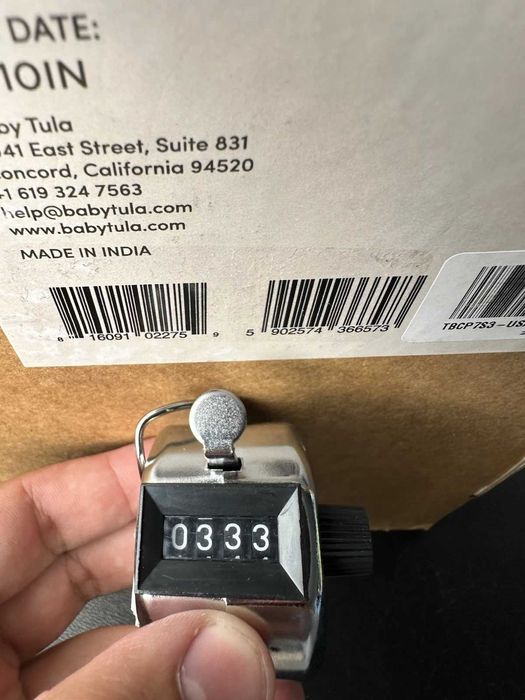 DATE:
10IN
by Tula
41 East Street, Suite 831
oncord, California 94520
+1 619 324 7563
help@babytula.com
www.babytula.com
MADE IN INDIA
8 16091 02275 9
5 902574 366573
TBCP7S3-US
0333